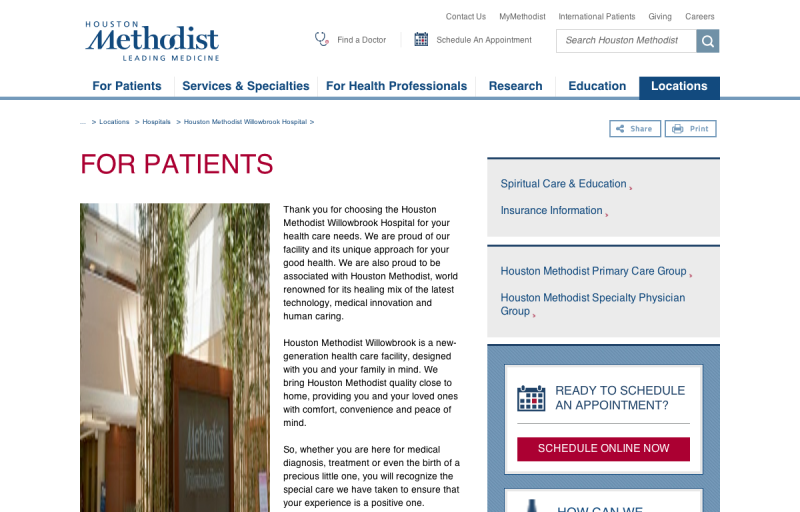 Contact Us MyMethodist International Patients Giving Careers
HOUSTON
Methodist
LEADING MEDICINE
Find a Doctor Schedule An Appointment Search Houston Methodist
For Patients Services & Specialties For Health Professionals Research Education Locations
... > Locations > Hospitals > Houston Methodist Willowbrook Hospital >
Share Print
FOR PATIENTS
Thank you for choosing the Houston
Methodist Willowbrook Hospital for your
health care needs. We are proud of our
facility and its unique approach for your
good health. We are also proud to be
associated with Houston Methodist, world
renowned for its healing mix of the latest
technology, medical innovation and
human caring.
Houston Methodist Willowbrook is a new-
generation health care facility, designed
with you and your family in mind. We
bring Houston Methodist quality close to
home, providing you and your loved ones
with comfort, convenience and peace of
mind.
So, whether you are here for medical
diagnosis, treatment or even the birth of a
precious little one, you will recognize the
special care we have taken to ensure that
your experience is a positive one.
Methodist
Willowbrook Hospital
Spiritual Care & Education
Insurance Information
Houston Methodist Primary Care Group
Houston Methodist Specialty Physician
Group
READY TO SCHEDULE
AN APPOINTMENT?
SCHEDULE ONLINE NOW
HOW CAN WE